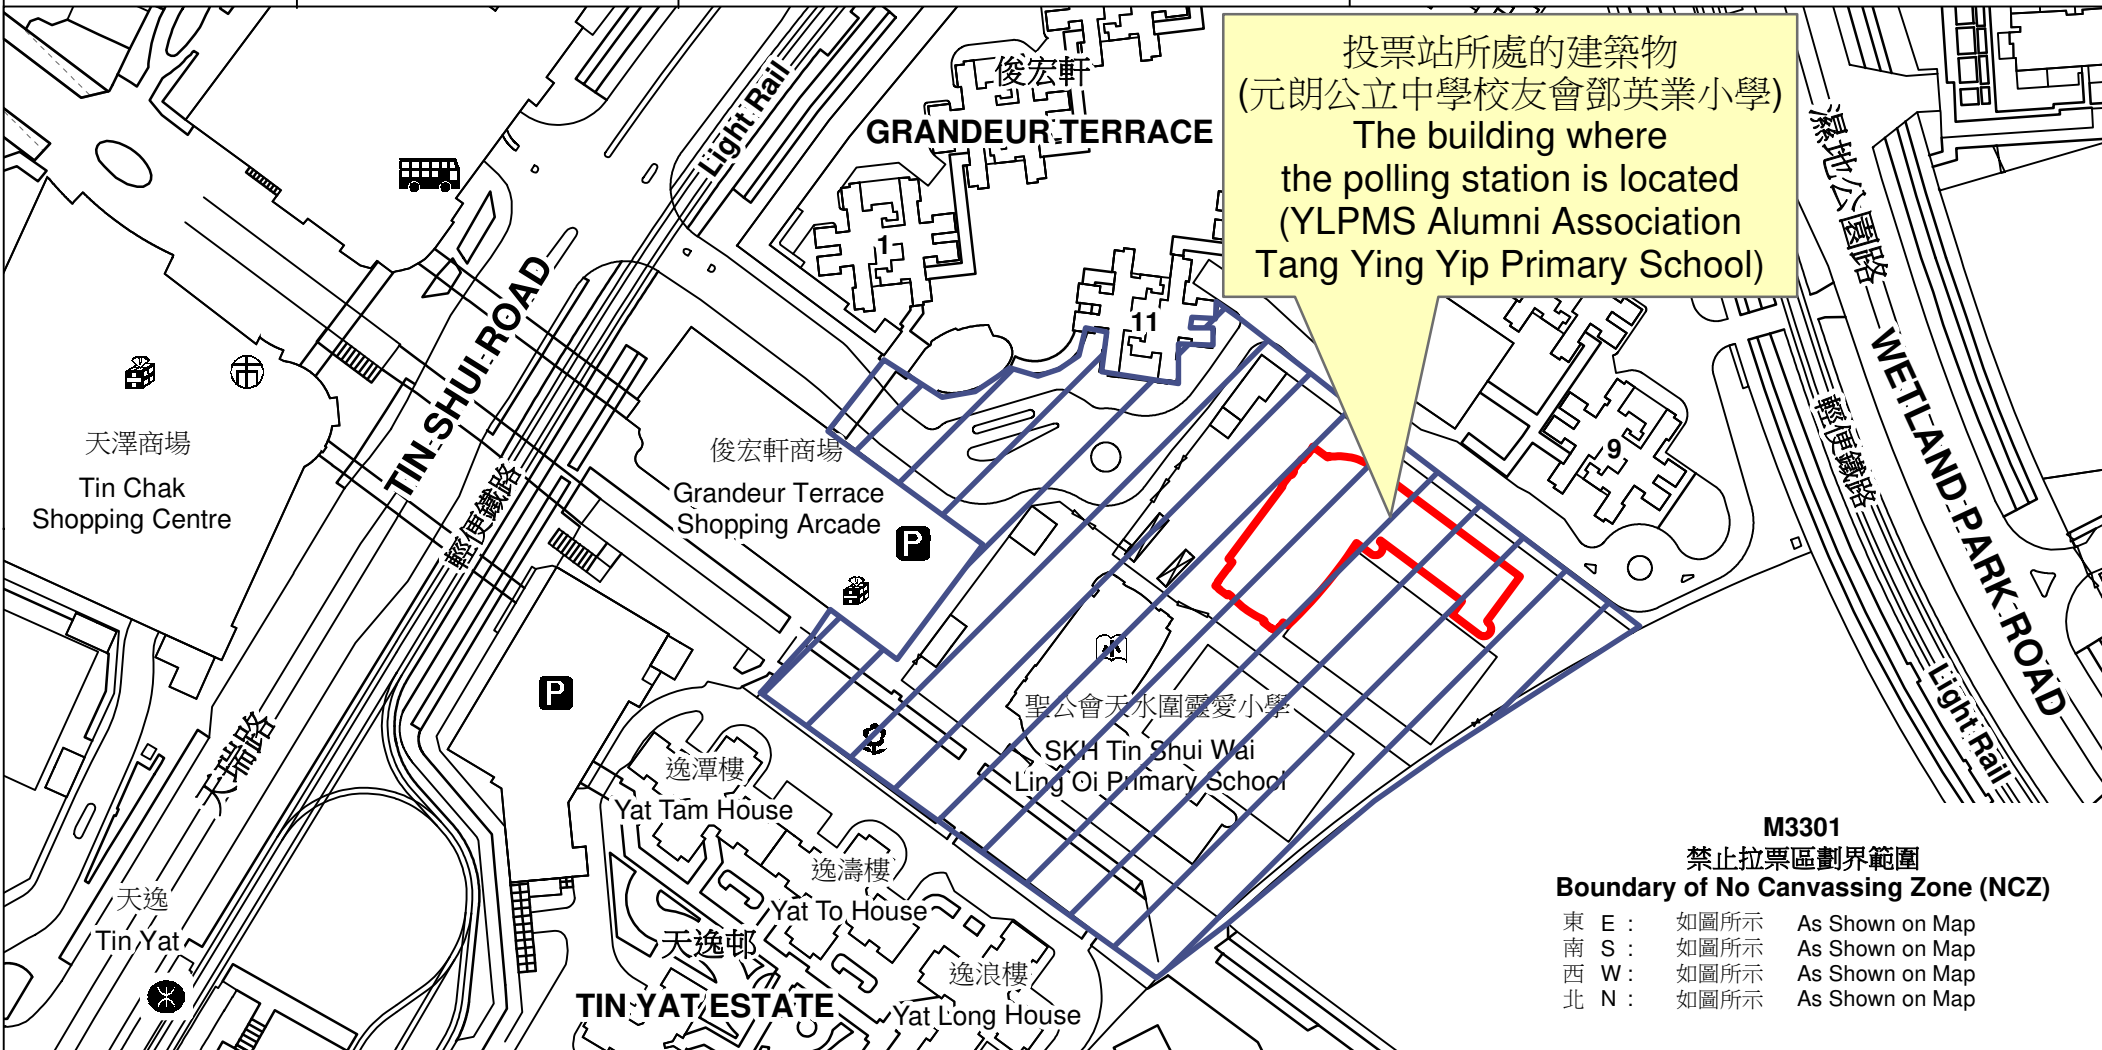 俊宏軒
GRANDEUR TERRACE
投票站所處的建築物
(元朗公立中學校友會鄧英業小學)
The building where
the polling station is located
(YLPMS Alumni Association
Tang Ying Yip Primary School)
Light Rail
濕地公園路
WETLAND PARK ROAD
輕便鐵路
Light Rail
1
11
9
TIN SHUI ROAD
輕便鐵路
天瑞路
天澤商場
Tin Chak
Shopping Centre
俊宏軒商場
Grandeur Terrace
Shopping Arcade
P
P
聖公會天水圍靈愛小學
SKH Tin Shui Wai
Ling Oi Primary School
逸潭樓
Yat Tam House
逸濤樓
Yat To House
天逸邨
TIN YAT ESTATE
逸浪樓
Yat Long House
天逸
Tin Yat
M3301
禁止拉票區劃界範圍
Boundary of No Canvassing Zone (NCZ)
東 E : 如圖所示 As Shown on Map
南 S : 如圖所示 As Shown on Map
西 W : 如圖所示 As Shown on Map
北 N : 如圖所示 As Shown on Map